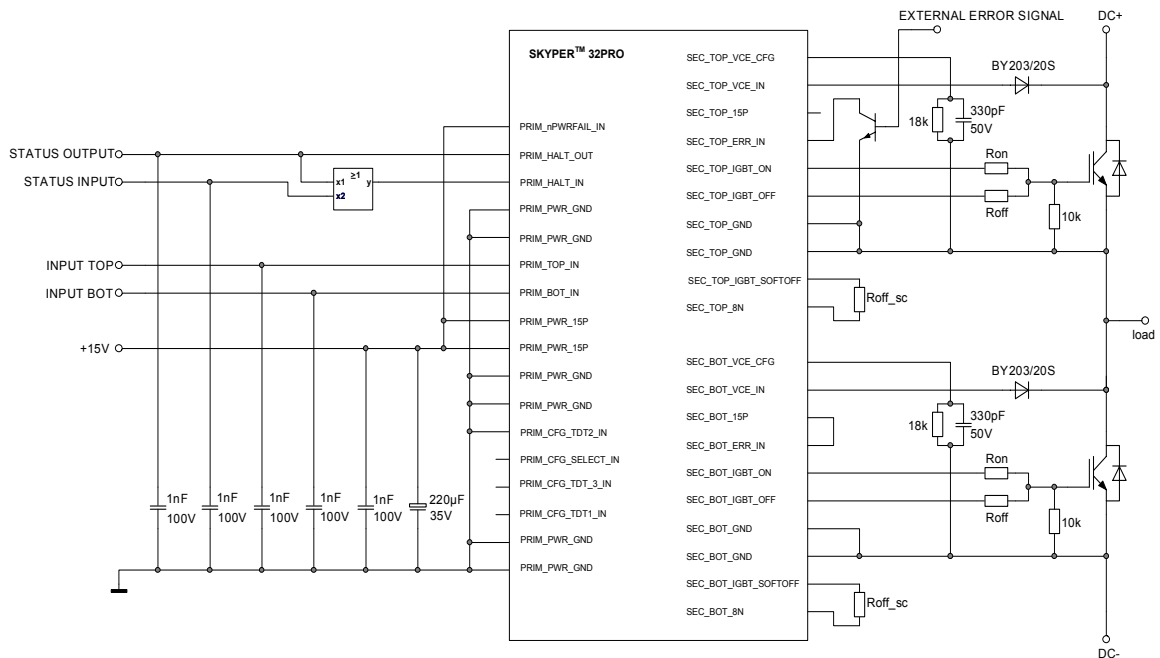 EXTERNAL ERROR SIGNAL
DC+
SKYPER™ 32PRO
STATUS OUTPUT
STATUS INPUT
INPUT TOP
INPUT BOT
+15V
≥1
x1
y
x2
1nF
100V
1nF
100V
1nF
100V
1nF
100V
1nF
100V
220µF
35V
PRIM_nPWRFAIL_IN
PRIM_HALT_OUT
PRIM_HALT_IN
PRIM_PWR_GND
PRIM_PWR_GND
PRIM_TOP_IN
PRIM_BOT_IN
PRIM_PWR_15P
PRIM_PWR_15P
PRIM_PWR_GND
PRIM_PWR_GND
PRIM_CFG_TDT2_IN
PRIM_CFG_SELECT_IN
PRIM_CFG_TDT_3_IN
PRIM_CFG_TDT1_IN
PRIM_PWR_GND
PRIM_PWR_GND
SEC_TOP_VCE_CFG
SEC_TOP_VCE_IN
SEC_TOP_15P
SEC_TOP_ERR_IN
SEC_TOP_IGBT_ON
SEC_TOP_IGBT_OFF
SEC_TOP_GND
SEC_TOP_GND
SEC_TOP_IGBT_SOFTOFF
SEC_TOP_8N
SEC_BOT_VCE_CFG
SEC_BOT_VCE_IN
SEC_BOT_15P
SEC_BOT_ERR_IN
SEC_BOT_IGBT_ON
SEC_BOT_IGBT_OFF
SEC_BOT_GND
SEC_BOT_GND
SEC_BOT_IGBT_SOFTOFF
SEC_BOT_8N
BY203/20S
18k
330pF
50V
Ron
Roff
10k
Roff_sc
load
BY203/20S
18k
330pF
50V
Ron
Roff
10k
Roff_sc
DC-